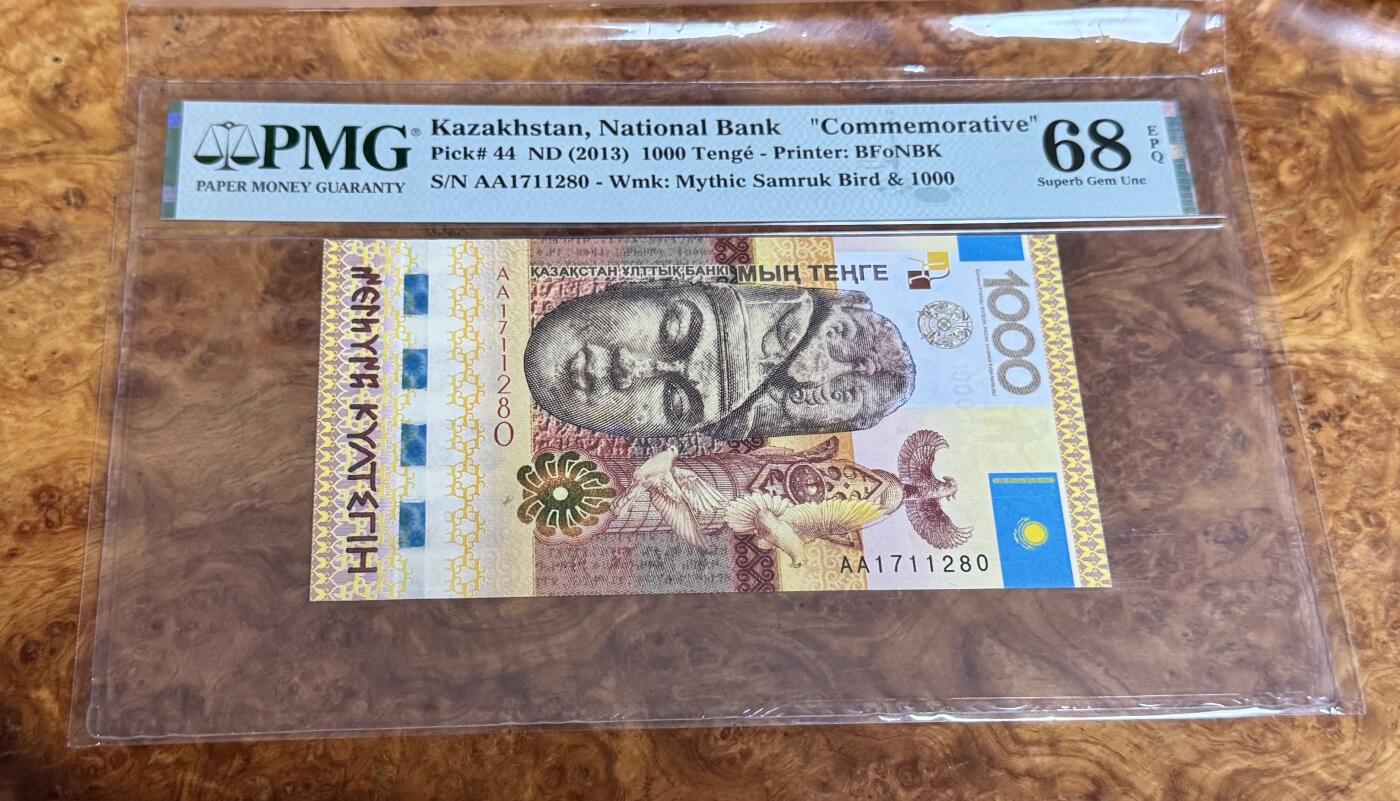 PMG®
PAPER MONEY GUARANTY
Kazakhstan, National Bank "Commemorative"
Pick# 44 ND (2013) 1000 Tengé - Printer: BFoNBK
S/N AA1711280 - Wmk: Mythic Samruk Bird & 1000
68
Superb Gem Unc
EPQ
ҚАЗАҚСТАН ҰЛТТЫҚ БАНКІ
МЫҢ ТЕҢГЕ
1000
AA1711280
КҮЛТЕГІН
AA1711280